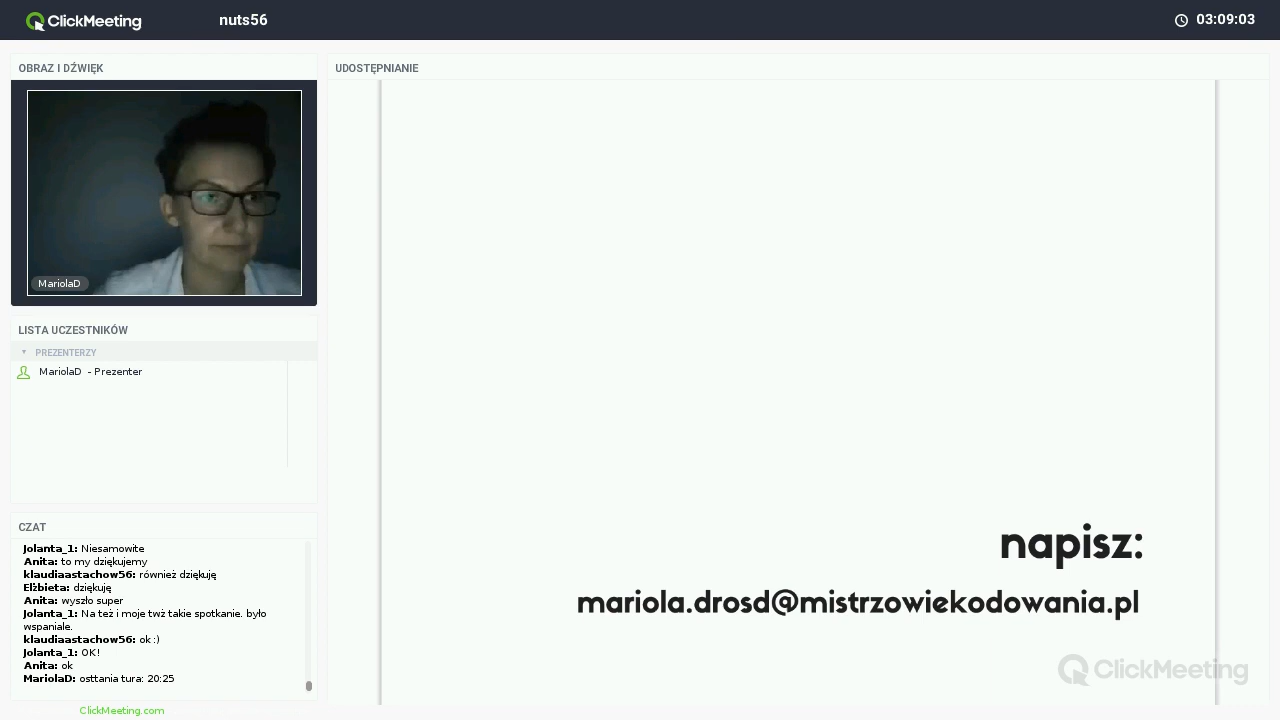 ClickMeeting
nuts56
03:09:03
OBRAZ I DŹWIĘK
MariolaD
LISTA UCZESTNIKÓW
PREZENTERZY
MariolaD - Prezenter
CZAT
Jolanta_1: Niesamowite
Anita: to my dziękujemy
klaudiaastachow56: również dziękuję
Elżbieta: dziękuję
Anita: wyszło super
Jolanta_1: Na też i moje twż takie spotkanie. było
wspaniałe.
klaudiaastachow56: ok :)
Jolanta_1: OK!
Anita: ok
MariolaD: osttania tura: 20:25
ClickMeeting.com
UDOSTĘPNIANIE
napisz:
mariola.drosd@mistrzowiekodowania.pl
ClickMeeting